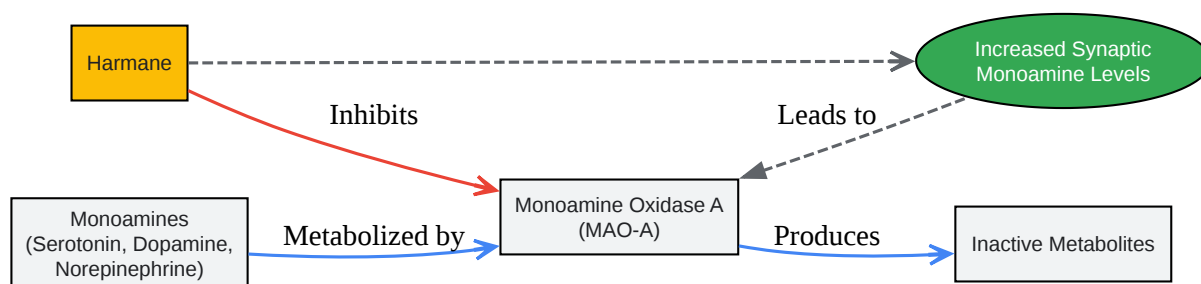 Harmane
Increased Synaptic
Monoamine Levels
Inhibits
Leads to
Monoamines
(Serotonin, Dopamine,
Norepinephrine)
Metabolized by
Monoamine Oxidase A
(MAO-A)
Produces
Inactive Metabolites